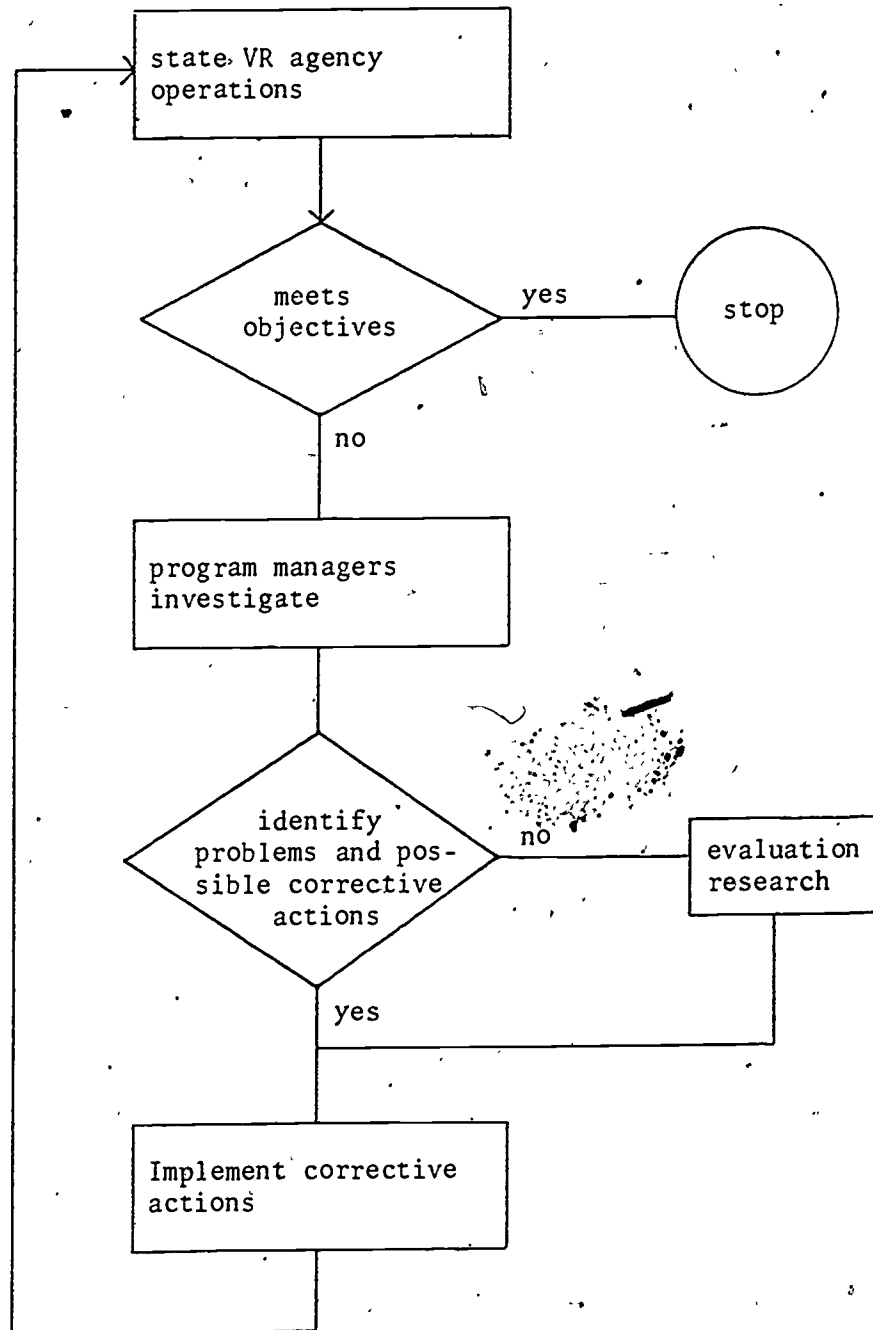 state VR agency
operations
meets
objectives
yes
stop
no
program managers
investigate
identify
problems and pos-
sible corrective
actions
no
evaluation
research
yes
Implement corrective
actions